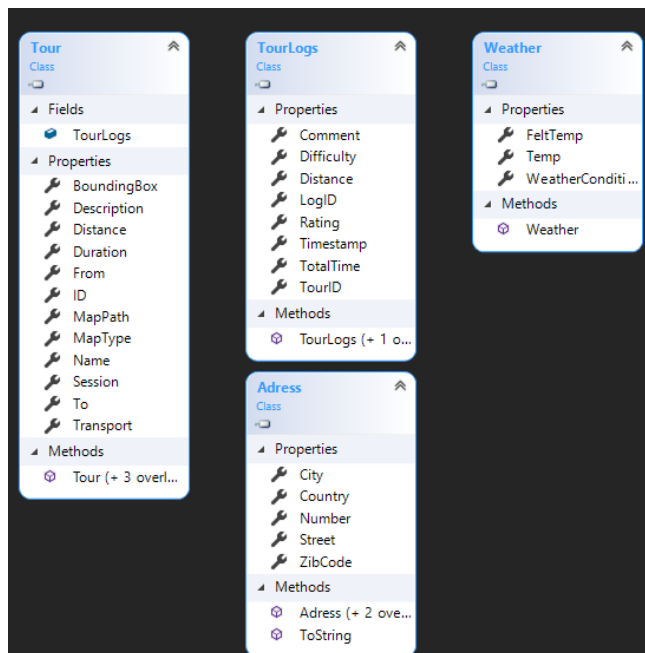 Tour
Class
Fields
TourLogs
Properties
BoundingBox
Description
Distance
Duration
From
ID
MapPath
MapType
Name
Session
To
Transport
Methods
Tour (+ 3 overl...
TourLogs
Class
Properties
Comment
Difficulty
Distance
LogID
Rating
Timestamp
TotalTime
TourID
Methods
TourLogs (+ 1 o...
Adress
Class
Properties
City
Country
Number
Street
ZibCode
Methods
Adress (+ 2 ove...
ToString
Weather
Class
Properties
FeltTemp
Temp
WeatherConditi...
Methods
Weather